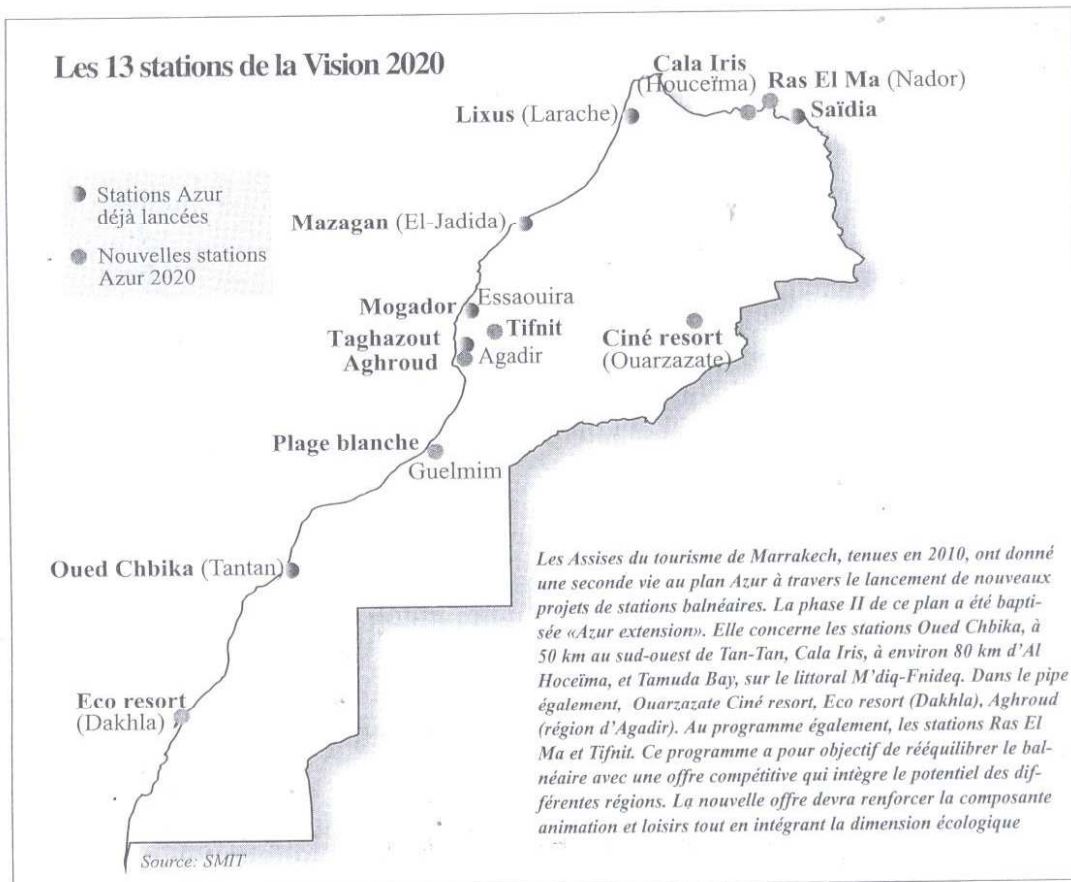 Les 13 stations de la Vision 2020
Cala Iris
(Houceïma)
Ras El Ma (Nador)
Lixus (Larache)
Saïdia
Stations Azur
déjà lancées
Nouvelles stations
Azur 2020
Mazagan (El-Jadida)
Mogador
Essaouira
Tifnit
Taghazout
Aghroud
Agadir
Ciné resort
(Ouarzazate)
Plage blanche
Guelmim
Oued Chbika (Tantan)
Eco resort
(Dakhla)
Les Assises du tourisme de Marrakech, tenues en 2010, ont donné
une seconde vie au plan Azur à travers le lancement de nouveaux
projets de stations balnéaires. La phase II de ce plan a été bapti-
sée «Azur extension». Elle concerne les stations Oued Chbika, à
50 km au sud-ouest de Tan-Tan, Cala Iris, à environ 80 km d'Al
Hoceïma, et Tamuda Bay, sur le littoral M'diq-Fnideq. Dans le pipe
également, Ouarzazate Ciné resort, Eco resort (Dakhla), Aghroud
(région d'Agadir). Au programme également, les stations Ras El
Ma et Tifnit. Ce programme a pour objectif de rééquilibrer le bal-
néaire avec une offre compétitive qui intègre le potentiel des dif-
férentes régions. La nouvelle offre devra renforcer la composante
animation et loisirs tout en intégrant la dimension écologique
Source: SMIT